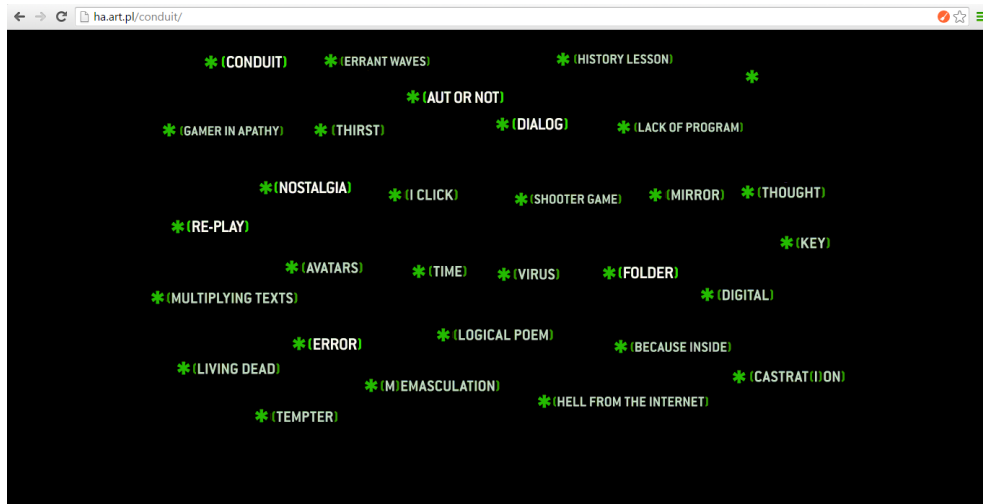 ha.art.pl/conduit/
* (CONDUIT)
* (ERRANT WAVES)
* (HISTORY LESSON)
*
* (AUT OR NOT)
* (GAMER IN APATHY)
* (THIRST)
* (DIALOG)
* (LACK OF PROGRAM)
* (NOSTALGIA)
* (I CLICK)
* (SHOOTER GAME)
* (MIRROR)
* (THOUGHT)
* (RE-PLAY)
* (KEY)
* (AVATARS)
* (TIME)
* (VIRUS)
* (FOLDER)
* (MULTIPLYING TEXTS)
* (DIGITAL)
* (ERROR)
* (LOGICAL POEM)
* (BECAUSE INSIDE)
* (LIVING DEAD)
* (M)EMASCULATION)
* (CASTRAT(I)ON)
* (HELL FROM THE INTERNET)
* (TEMPTER)